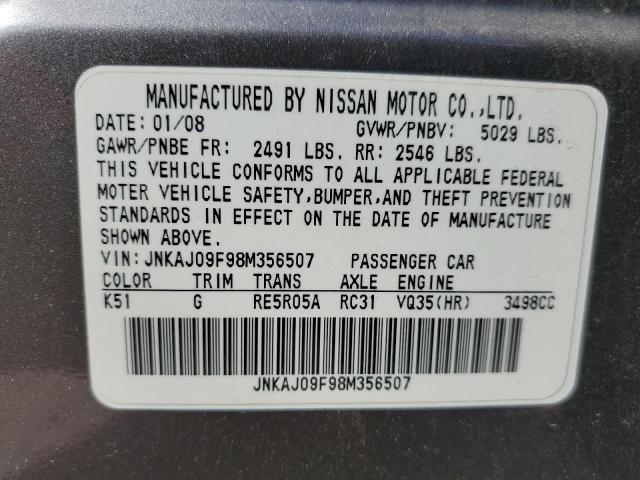 MANUFACTURED BY NISSAN MOTOR CO.,LTD.
DATE: 01/08 GVWR/PNBV: 5029 LBS.
GAWR/PNBE FR: 2491 LBS. RR: 2546 LBS.
THIS VEHICLE CONFORMS TO ALL APPLICABLE FEDERAL
MOTER VEHICLE SAFETY,BUMPER,AND THEFT PREVENTION
STANDARDS IN EFFECT ON THE DATE OF MANUFACTURE
SHOWN ABOVE.
VIN: JNKAJ09F98M356507 PASSENGER CAR
COLOR TRIM TRANS AXLE ENGINE
K51 G RE5R05A RC31 VQ35(HR) 3498CC
JNKAJ09F98M356507